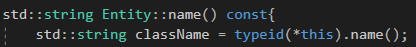 std::string Entity::name() const{
std::string className = typeid(*this).name();